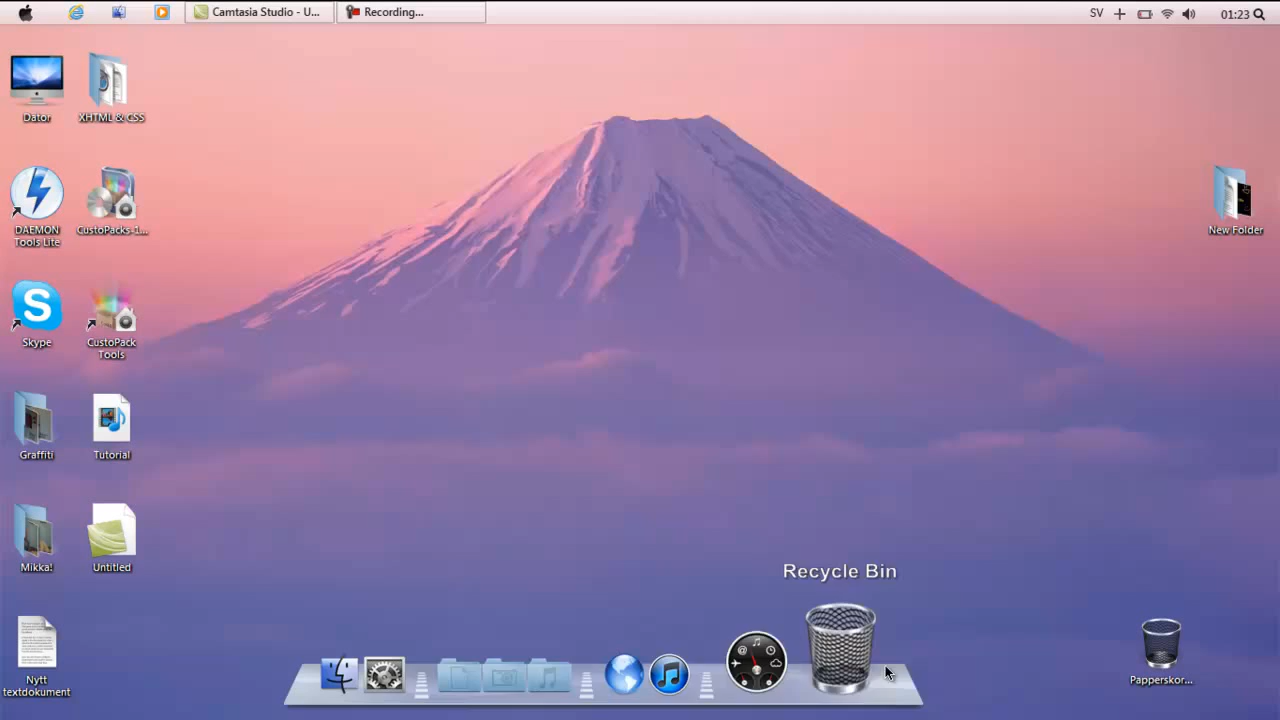 Camtasia Studio - U...
Recording...
SV
01:23
Dator
XHTML & CSS
DAEMON
Tools Lite
CustoPacks-1...
New Folder
Skype
CustoPack
Tools
Graffiti
Tutorial
Mikka!
Untitled
Recycle Bin
Nytt
textdokument
Papperskor...